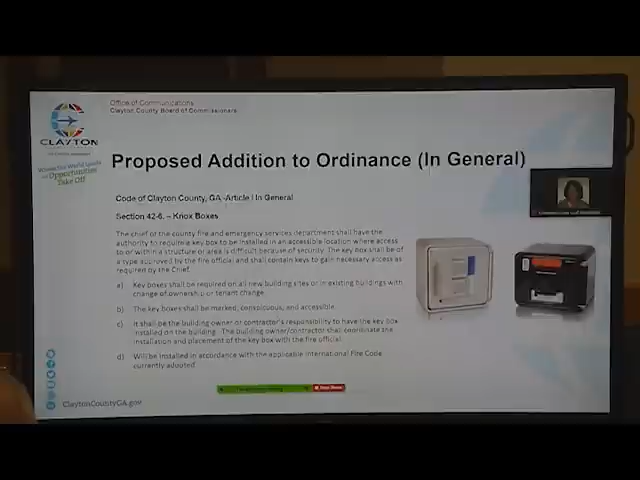 Office of Communications
Clayton County Board of Commissioners
CLAYTON
Where the World Lands
and Opportunities
Take Off
Proposed Addition to Ordinance (In General)
Code of Clayton County, GA -Article I In General
Section 42-6. – Knox Boxes
The chief of the county fire and emergency services department shall have the
authority to require a key box to be installed in an accessible location where access
to or within a structure or area is difficult because of security. The key box shall be of
a type approved by the fire official and shall contain keys to gain necessary access as
required by the Chief.
a) Key boxes shall be required on all new building sites or in existing buildings with
change of ownership or tenant change.
b) The key boxes shall be marked, conspicuous, and accessible.
c) It shall be the building owner or contractor's responsibility to have the key box
installed on the building. The building owner/contractor shall coordinate the
installation and placement of the key box with the fire official.
d) Will be installed in accordance with the applicable International Fire Code
currently adopted
ClaytonCountyGA.gov